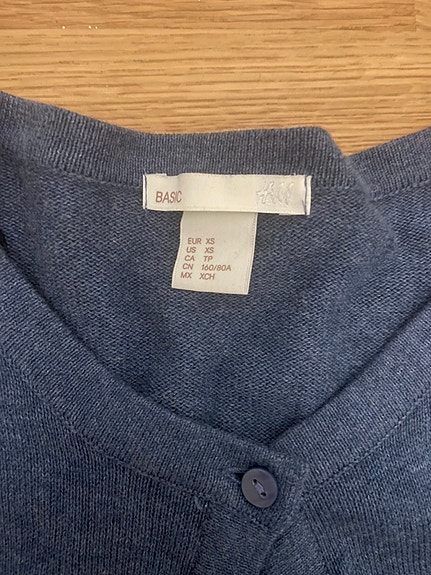 BASIC H&M
EUR XS
US XS
CA TP
CN 160/80A
MX XCH